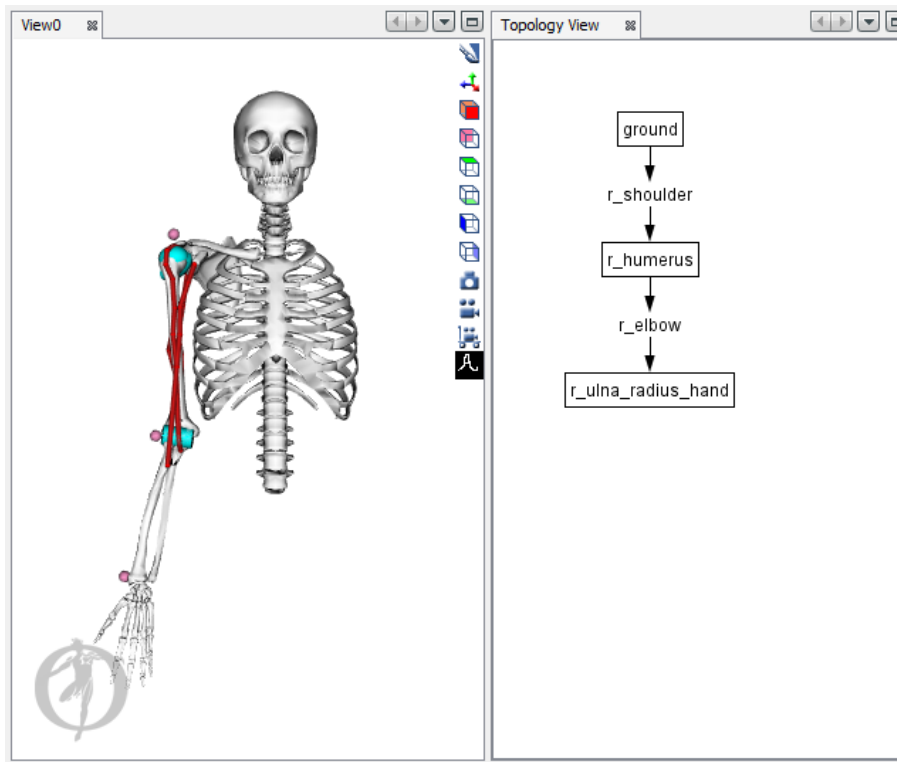 View0
Topology View
ground
r_shoulder
r_humerus
r_elbow
r_ulna_radius_hand